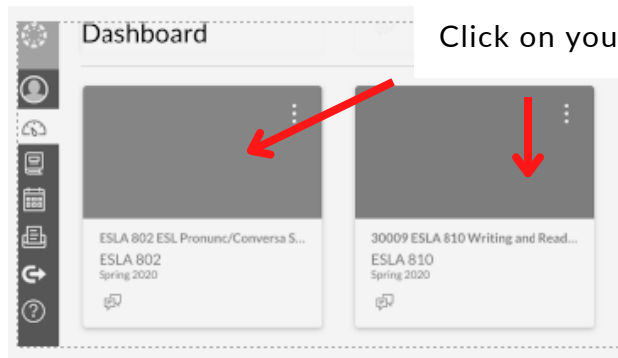 Dashboard
Click on you
ESLA 802 ESL Pronunc/Conversa S...
ESLA 802
Spring 2020
30009 ESLA 810 Writing and Read...
ESLA 810
Spring 2020